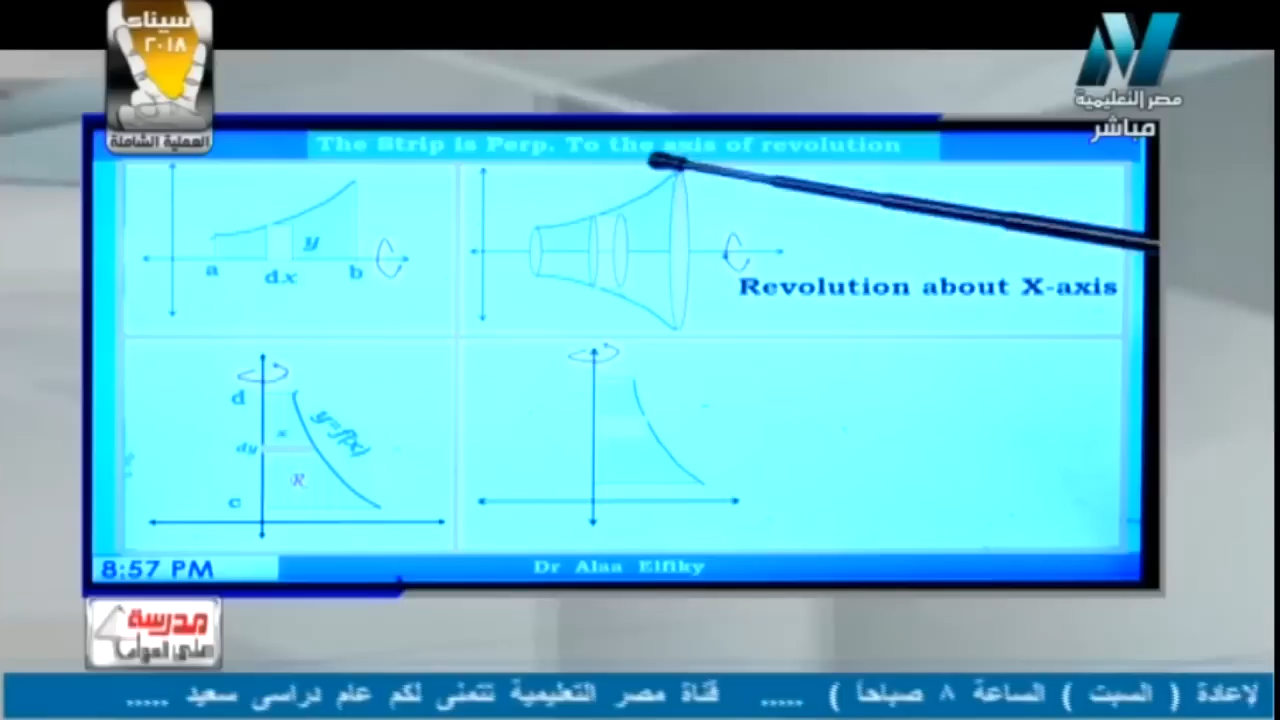 سيناء
٢٠١٨
العملية الشاملة
مصر التعليمية
مباشر
The Strip is Perp. To the axis of revolution
y
a
dx
b
Revolution about X-axis
d
x
y=f(x)
dy
R
c
8:57 PM
Dr Alaa Elfiky
مدرسة
على الهواء
لإعادة ( السبت ) الساعة ٨ صباحاً ) ..... قناة مصر التعليمية تتمنى لكم عام دراسى سعيد .....